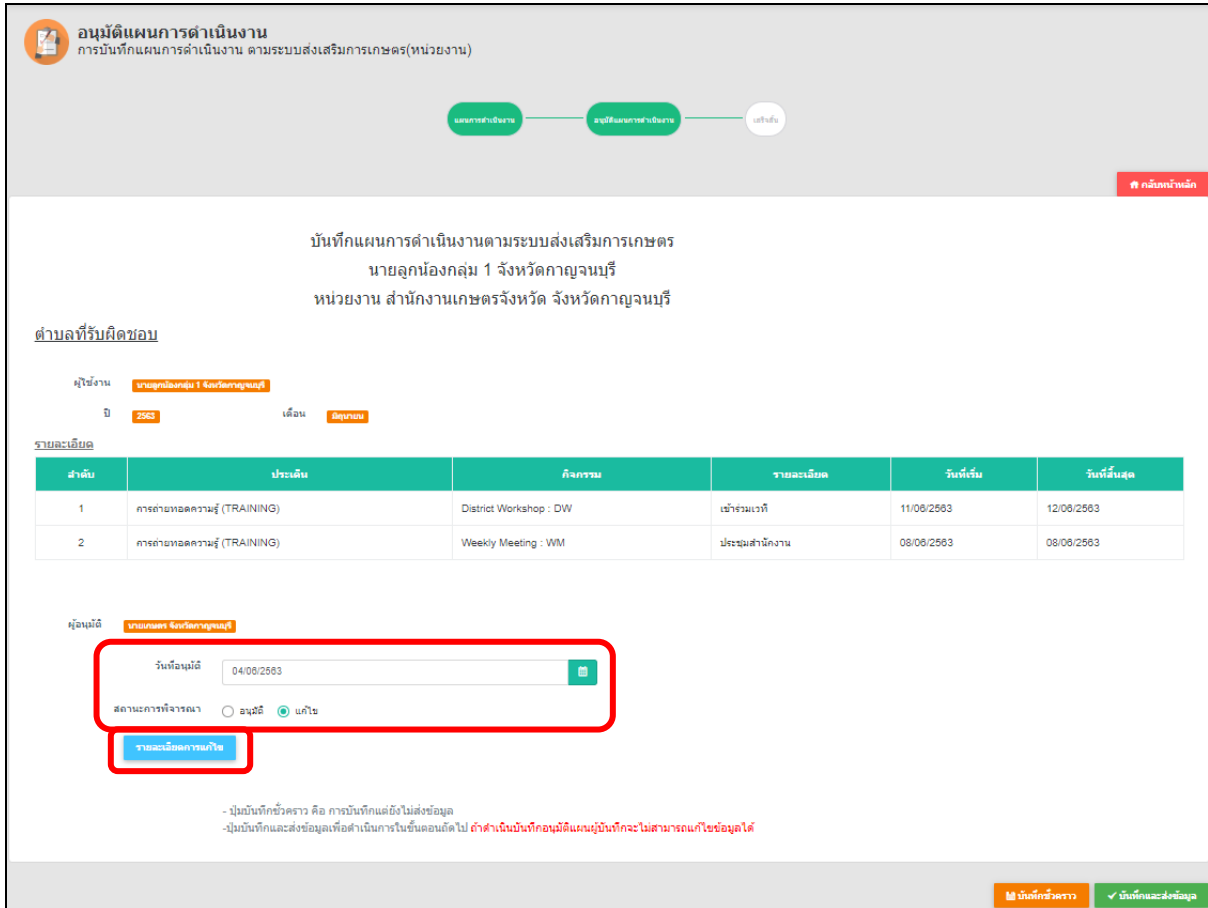 อนุมัติแผนการดำเนินงาน
การบันทึกแผนการดำเนินงาน ตามระบบส่งเสริมการเกษตร(หน่วยงาน)
แผนการดำเนินงาน อนุมัติแผนการดำเนินงาน เสร็จสิ้น
กลับหน้าหลัก
บันทึกแผนการดำเนินงานตามระบบส่งเสริมการเกษตร
นายลูกน้องกลุ่ม 1 จังหวัดกาญจนบุรี
หน่วยงาน สำนักงานเกษตรจังหวัด จังหวัดกาญจนบุรี
ตำบลที่รับผิดชอบ
ผู้ใช้งาน นายลูกน้องกลุ่ม 1 จังหวัดกาญจนบุรี
ปี 2563 เดือน มิถุนายน
รายละเอียด
ลำดับ ประเด็น กิจกรรม รายละเอียด วันที่เริ่ม วันที่สิ้นสุด
1 การถ่ายทอดความรู้ (TRAINING) District Workshop : DW เข้าร่วมเวที 11/06/2563 12/06/2563
2 การถ่ายทอดความรู้ (TRAINING) Weekly Meeting : WM ประชุมสำนักงาน 08/06/2563 08/06/2563
ผู้อนุมัติ นายเกษตร จังหวัดกาญจนบุรี
วันที่อนุมัติ 04/06/2563
สถานะการพิจารณา อนุมัติ แก้ไข
รายละเอียดการแก้ไข
- ปุ่มบันทึกชั่วคราว คือ การบันทึกแต่ยังไม่ส่งข้อมูล
-ปุ่มบันทึกและส่งข้อมูลเพื่อดำเนินการในขั้นตอนถัดไป ถ้าดำเนินบันทึกอนุมัติแผนผู้บันทึกจะไม่สามารถแก้ไขข้อมูลได้
บันทึกชั่วคราว บันทึกและส่งข้อมูล